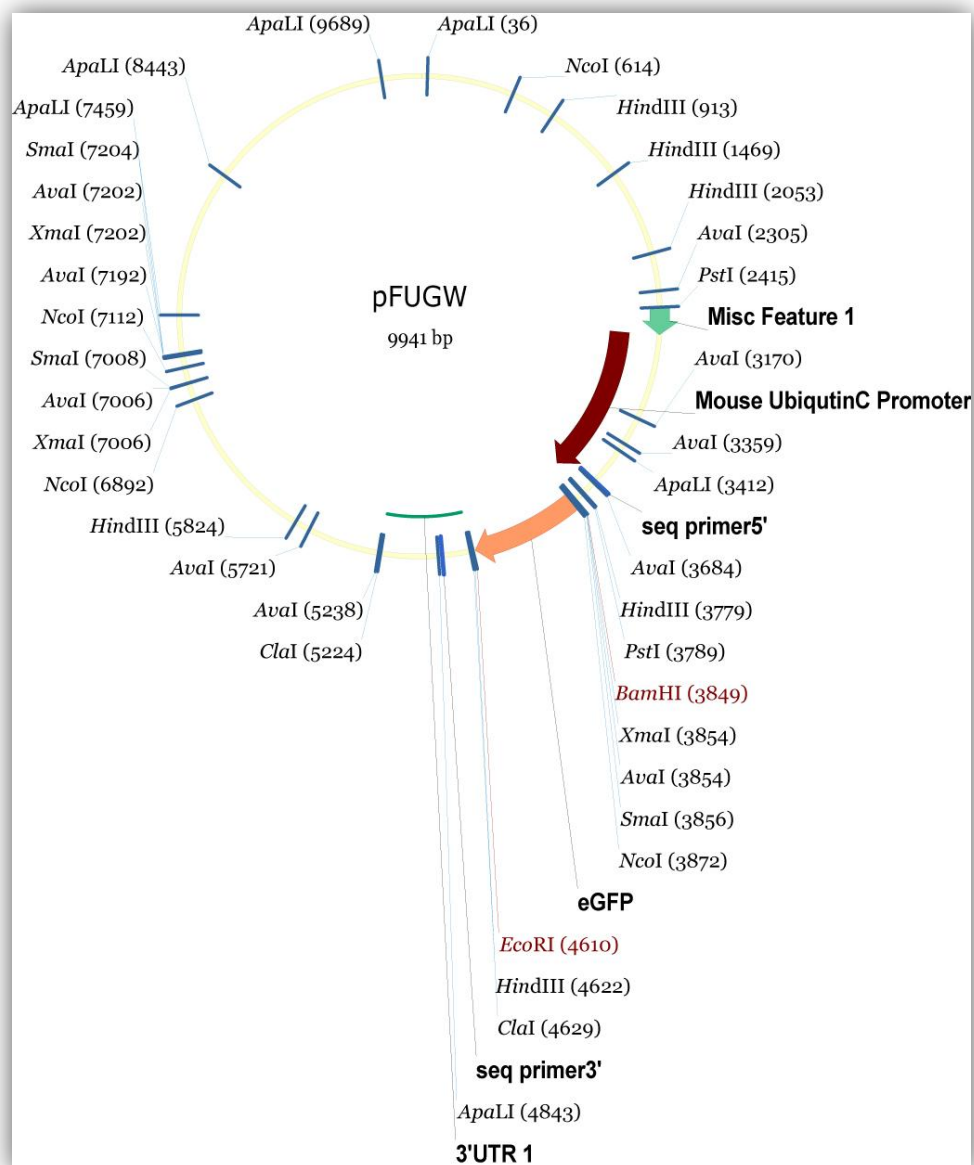 ApaLI (9689)
ApaLI (36)
ApaLI (8443)
NcoI (614)
ApaLI (7459)
HindIII (913)
SmaI (7204)
HindIII (1469)
AvaI (7202)
HindIII (2053)
XmaI (7202)
AvaI (2305)
AvaI (7192)
PstI (2415)
pFUGW
9941 bp
NcoI (7112)
Misc Feature 1
SmaI (7008)
AvaI (3170)
AvaI (7006)
Mouse UbiqutinC Promoter
XmaI (7006)
AvaI (3359)
NcoI (6892)
ApaLI (3412)
HindIII (5824)
seq primer5'
AvaI (5721)
AvaI (3684)
AvaI (5238)
HindIII (3779)
ClaI (5224)
PstI (3789)
BamHI (3849)
XmaI (3854)
AvaI (3854)
SmaI (3856)
NcoI (3872)
eGFP
EcoRI (4610)
HindIII (4622)
ClaI (4629)
seq primer3'
ApaLI (4843)
3'UTR 1